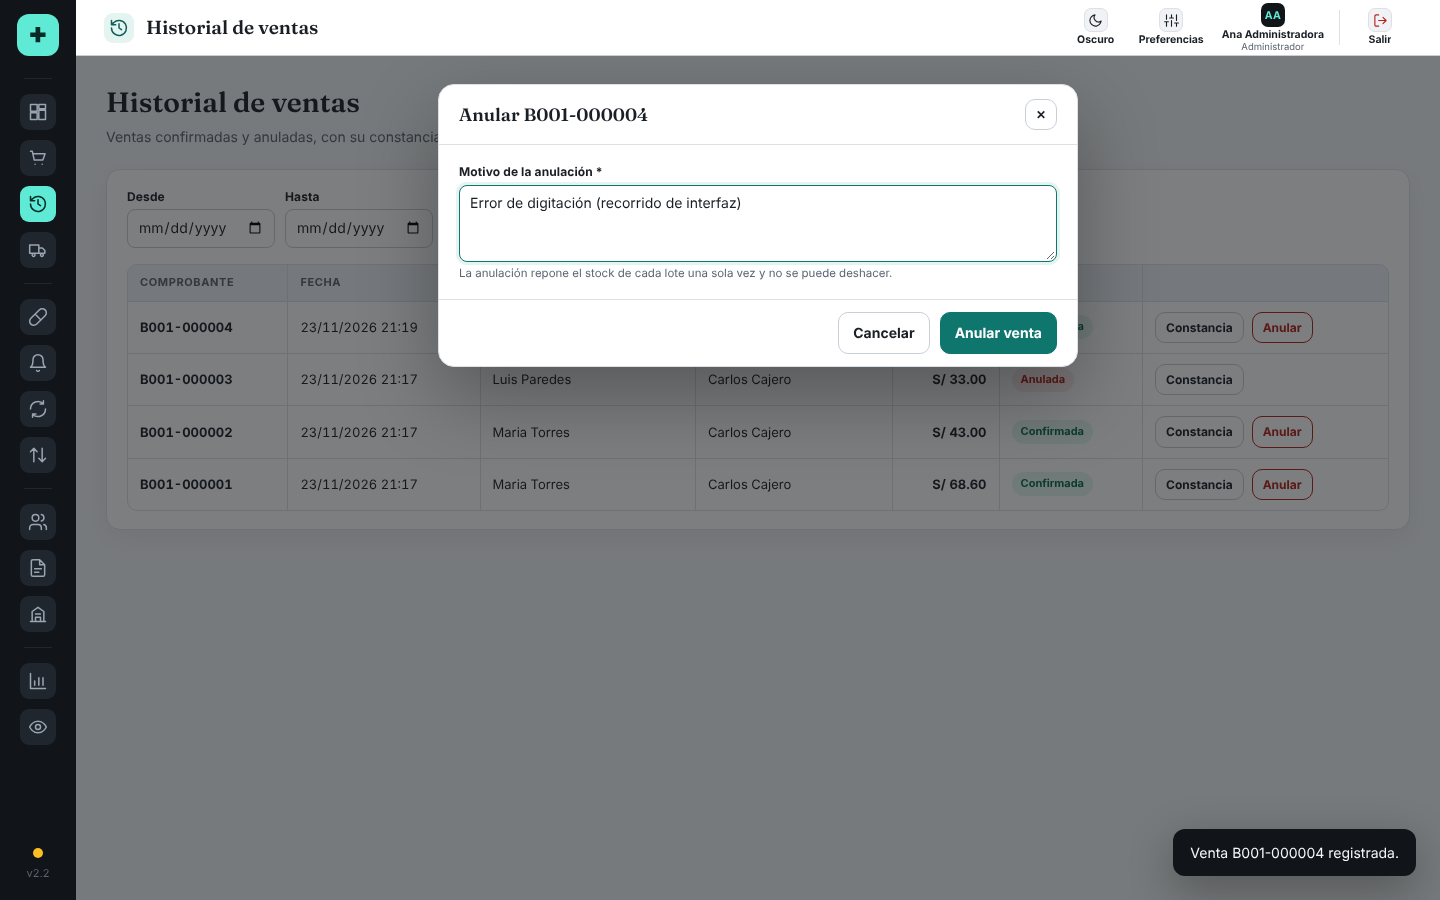 Historial de ventas
Oscuro
Preferencias
AA
Ana Administradora
Administrador
Salir
Historial de ventas
Ventas confirmadas y anuladas, con su constancia
Anular B001-000004
×
Motivo de la anulación *
Error de digitación (recorrido de interfaz)
La anulación repone el stock de cada lote una sola vez y no se puede deshacer.
Cancelar
Anular venta
Desde
Hasta
mm/dd/yyyy
mm/dd/yyyy
COMPROBANTE
FECHA
B001-000004
23/11/2026 21:19
Constancia
Anular
B001-000003
23/11/2026 21:17
Luis Paredes
Carlos Cajero
S/ 33.00
Anulada
Constancia
B001-000002
23/11/2026 21:17
Maria Torres
Carlos Cajero
S/ 43.00
Confirmada
Constancia
Anular
B001-000001
23/11/2026 21:17
Maria Torres
Carlos Cajero
S/ 68.60
Confirmada
Constancia
Anular
v2.2
Venta B001-000004 registrada.